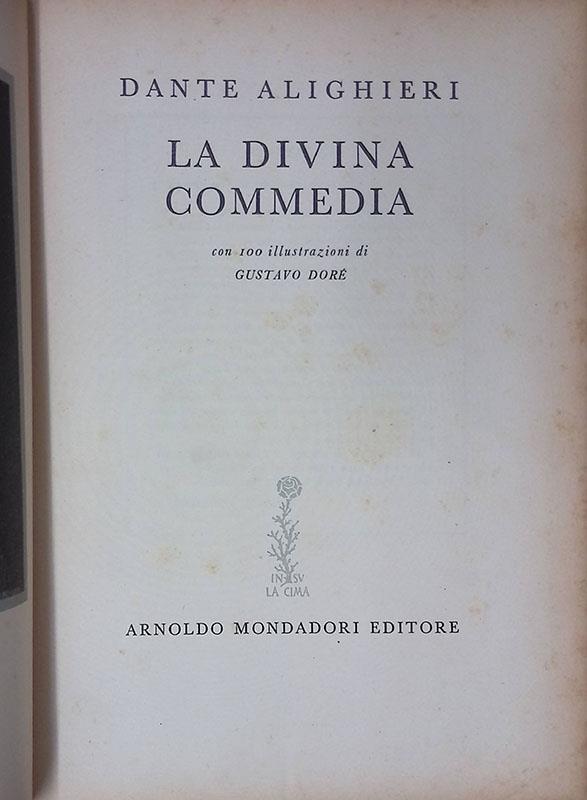 DANTE ALIGHIERI
LA DIVINA
COMMEDIA
con 100 illustrazioni di
GUSTAVO DORÉ
IN SV
LA CIMA
ARNOLDO MONDADORI EDITORE